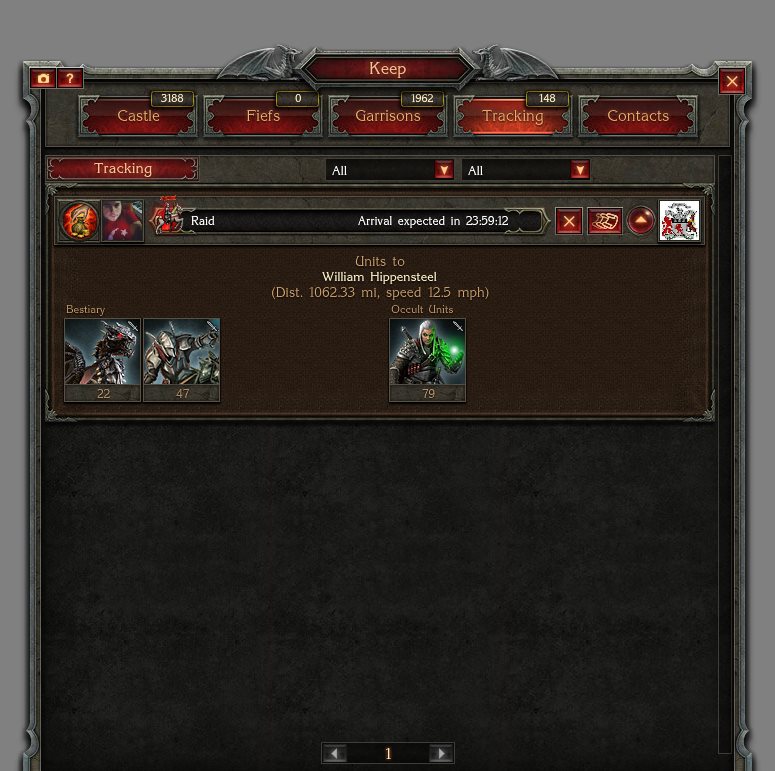 Keep
?
3188
0
1962
148
Castle
Fiefs
Garrisons
Tracking
Contacts
Tracking
All
All
Raid
Arrival expected in 23:59:12
Units to
William Hippensteel
(Dist. 1062.33 mi, speed 12.5 mph)
Bestiary
Occult Units
22
47
79
1